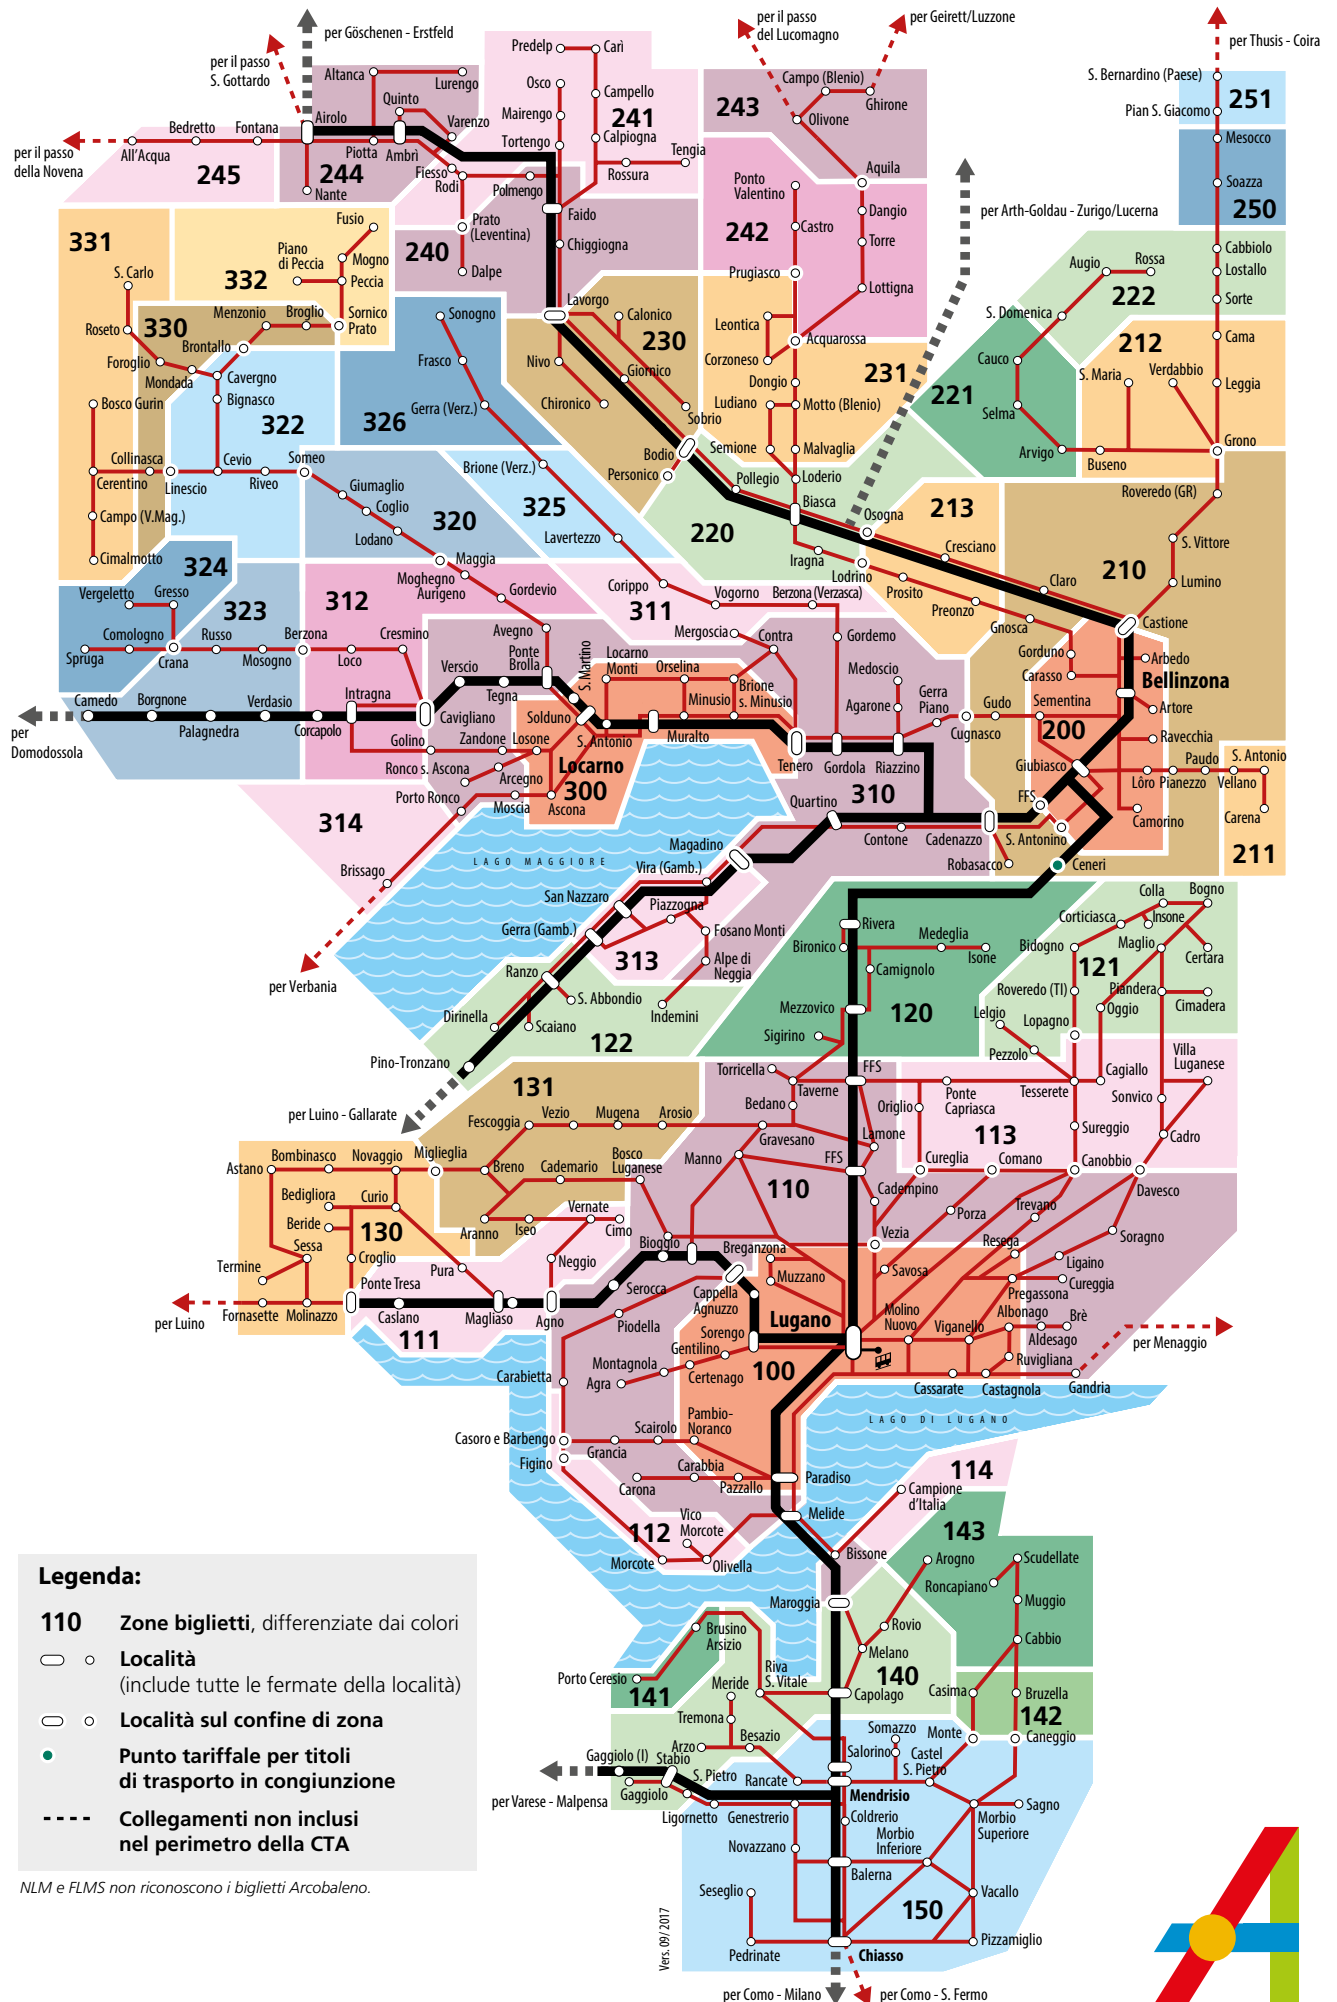 per Göschenen - Erstfeld
per il passo
S. Gottardo
per il passo
del Lucomagno
per Geirett/Luzzone
per Thusis - Coira
S. Bernardino (Paese)
251
Pian S. Giacomo
Mesocco
Soazza
250
Predelp
Carì
Altanca
Lurengo
Osco
Campello
241
Mairengo
Quinto
Airolo
Varenzo
Tortengo
Calpiogna
Tengia
Rossura
Campo (Blenio)
243
Ghirone
Olivone
per il passo
della Novena
Bedretto
Fontana
All'Acqua
245
Piotta
Ambrì
244
Nante
Fiesso
Rodi
Polmengo
Faido
Prato
(Leventina)
Chiggiogna
240
Dalpe
Aquila
Ponto
Valentino
Dangio
242
Castro
Torre
Prugiasco
Lottigna
per Arth-Goldau - Zurigo/Lucerna
Cabbiolo
Augio
Rossa
Lostallo
222
Sorte
S. Domenica
Cama
331
S. Carlo
Fusio
Piano
di Peccia
Mogno
332
Peccia
330
Menzonio
Broglio
Sornico
Prato
Roseto
Brontallo
Foroglio
Mondada
Cavergno
Bosco Gurin
Bignasco
322
Sonogno
Frasco
Gerra (Verz.)
326
Lavorgo
Calonico
230
Nivo
Giornico
Chironico
Sobrio
Bodio
Personico
Leontica
Acquarossa
Corzoneso
231
Dongio
Ludiano
Motto (Blenio)
Semione
Malvaglia
Loderio
Pollegio
Biasca
212
Cauco
S. Maria
Verdabbio
221
Leggia
Selma
Arvigo
Buseno
Grono
Roveredo (GR)
Collinasca
Cerentino
Linescio
Cevio
Riveo
Someo
Campo (V.Mag.)
Cimalmotto
Giumaglio
Coglio
Lodano
320
Brione (Verz.)
325
Lavertezzo
220
Osogna
213
Cresciano
Iragna
Lodrino
Claro
210
S. Vittore
Lumino
324
Maggia
Vergeletto
Gresso
323
Moghegno
Aurigeno
Gordevio
312
Corippo
311
Vogorno
Berzona (Verzasca)
Prosito
Preonzo
Gnosca
Castione
Comologno
Russo
Berzona
Cresmino
Avegno
Mergoscia
Contra
Gordemo
Spruga
Crana
Mosogno
Loco
Ponte
Brolla
S. Martino
Locarno
Monti
Orselina
Gorduno
Arbedo
Carasso
Bellinzona
Camedo
Borgnone
Verdasio
Intragna
Verscio
Tegna
Minusio
Brione
s. Minusio
Medoscio
Gerra
Piano
Agarone
Gudo
Sementina
Artore
per
Domodossola
Palagnedra
Corcapolo
Cavigliano
Solduno
S. Antonio
Muralto
Cugnasco
200
Ravecchia
Golino
Zandone
Losone
Locarno
Tenero
Gordola
Riazzino
Giubiasco
Paudo
S. Antonio
Lôro
Pianezzo
Vellano
Ronco s. Ascona
Arcegno
300
310
FFS
Porto Ronco
Moscia
Ascona
Quartino
Camorino
Carena
314
Contone
Cadenazzo
S. Antonino
Robasacco
Ceneri
211
LAGO MAGGIORE
Magadino
Brissago
Vira (Gamb.)
San Nazzaro
Piazzogna
Gerra (Gamb.)
Fosano Monti
313
Alpe di
Neggia
Ranzo
per Verbania
S. Abbondio
Indemini
Dirinella
Scaiano
122
Pino-Tronzano
Rivera
Medeglia
Bironico
Isone
Camignolo
Mezzovico
120
Sigirino
Colla
Bogno
Corticiasca
Insone
Bidogno
Maglio
121
Certara
Roveredo (TI)
Piandera
Cimadera
Oggio
Lelgio
Lopagno
Pezzolo
Villa
Luganese
per Luino - Gallarate
131
Torricella
FFS
Taverne
Ponte
Capriasca
Tesserete
Cagiallo
Sonvico
Fescoggia
Vezio
Mugena
Arosio
Bedano
Origlio
Gravesano
Lamone
113
Sureggio
Cadro
Miglieglia
Bosco
Luganese
Manno
FFS
Cureglia
Comano
Canobbio
Astano
Bombinasco
Novaggio
Breno
Cademario
110
Cadempino
Davesco
Bedigliora
Curio
Vernate
Porza
Trevano
Beride
130
Aranno
Iseo
Cimo
Vezia
Soragno
Sessa
Bioggio
Breganzona
Resega
Termine
Croglio
Pura
Neggio
Muzzano
Savosa
Ligaino
Cureggia
Ponte Tresa
Serocca
Cappella
Agnuzzo
Lugano
Molino
Nuovo
Pregassona
Albonago
Brè
per Luino
Fornasette
Molinazzo
Caslano
Magliaso
Agno
Piodella
Sorengo
Viganello
Aldesago
per Menaggio
111
Gentilino
Montagnola
Ruvigliana
Carabietta
Agra
Certenago
100
Cassarate
Castagnola
Gandria
Pambio-
Noranco
LAGO DI LUGANO
Casoro e Barbengo
Scairolo
Grancia
Figino
Carabbia
Paradiso
Carona
Pazzallo
114
Campione
d'Italia
Vico
Morcote
Melide
112
143
Morcote
Olivella
Bissone
Arogno
Scudellate
Roncapiano
Maroggia
Muggio
Brusino
Arsizio
Rovio
Cabbio
Melano
Porto Ceresio
Riva
S. Vitale
140
141
Meride
Capolago
Casima
Bruzella
142
Tremona
Somazzo
Monte
Caneggio
Arzo
Besazio
Salorino
Castel
S. Pietro
Gaggiolo (I)
Stabio
S. Pietro
Rancate
Mendrisio
Gaggiolo
per Varese - Malpensa
Ligornetto
Genestrerio
Coldrerio
Sagno
Morbio
Superiore
Novazzano
Morbio
Inferiore
Balerna
Seseglio
Vacallo
150
Pedrinate
Chiasso
Pizzamiglio
per Como - Milano
per Como - S. Fermo
Vers. 09/2017
Legenda:
110 Zone biglietti, differenziate dai colori
Località
(include tutte le fermate della località)
Località sul confine di zona
Punto tariffale per titoli
di trasporto in congiunzione
Collegamenti non inclusi
nel perimetro della CTA
NLM e FLMS non riconoscono i biglietti Arcobaleno.